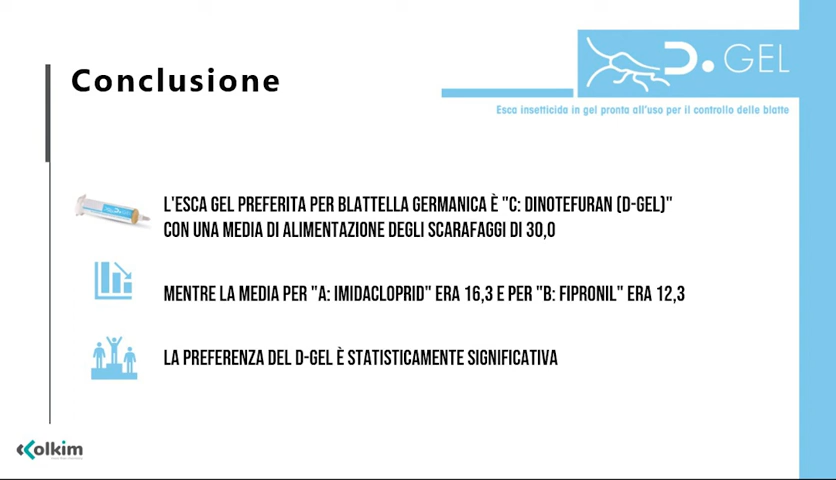 D. GEL
Esca insetticida in gel pronta all'uso per il controllo delle blatte
Conclusione
L'ESCA GEL PREFERITA PER BLATTELLA GERMANICA È "C: DINOTEFURAN (D-GEL)"
CON UNA MEDIA DI ALIMENTAZIONE DEGLI SCARAFAGGI DI 30,0
MENTRE LA MEDIA PER "A: IMIDACLOPRID" ERA 16,3 E PER "B: FIPRONIL" ERA 12,3
LA PREFERENZA DEL D-GEL È STATISTICAMENTE SIGNIFICATIVA
Kolkim